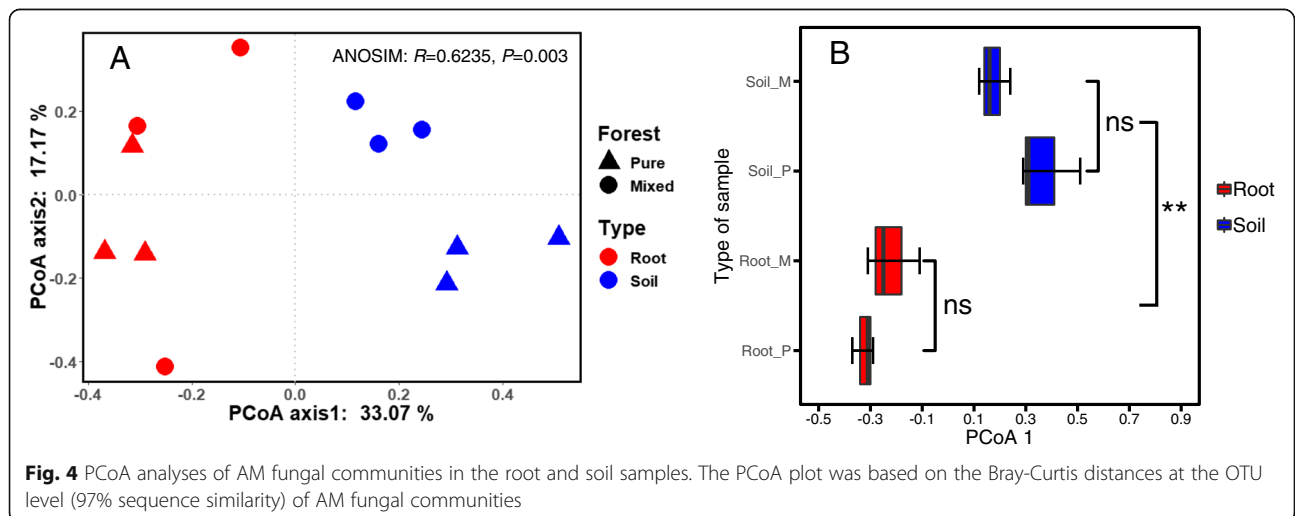 A
ANOSIM: R=0.6235, P=0.003
PCoA axis2: 17.17 %
0.2
0.0
-0.2
-0.4
-0.4
-0.2
0.0
0.2
0.4
PCoA axis1: 33.07 %
Forest
Pure
Mixed
Type
Root
Soil
B
Type of sample
Soil_M
Soil_P
Root_M
Root_P
ns
**
ns
-0.5
-0.3
-0.1
0.1
0.3
0.5
0.7
0.9
PCoA 1
Root
Soil
Fig. 4 PCoA analyses of AM fungal communities in the root and soil samples. The PCoA plot was based on the Bray-Curtis distances at the OTU
level (97% sequence similarity) of AM fungal communities